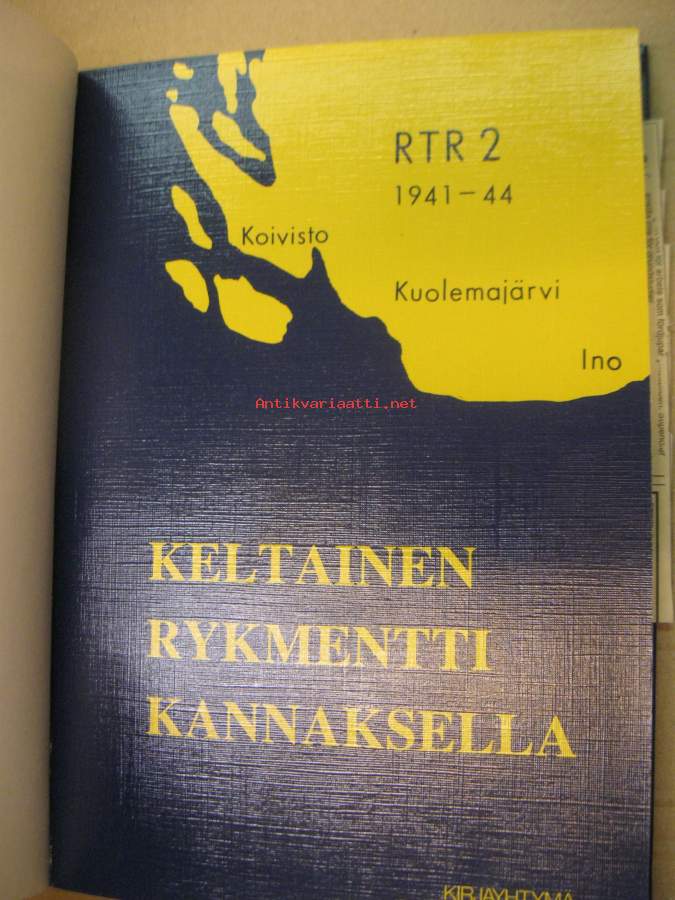 RTR 2
1941-44
Koivisto
Kuolemajärvi
Ino
Antikvariaatti.net
KELTAINEN
RYKMENTTI
KANNAKSELLA
KIRJAYHTYMÄ